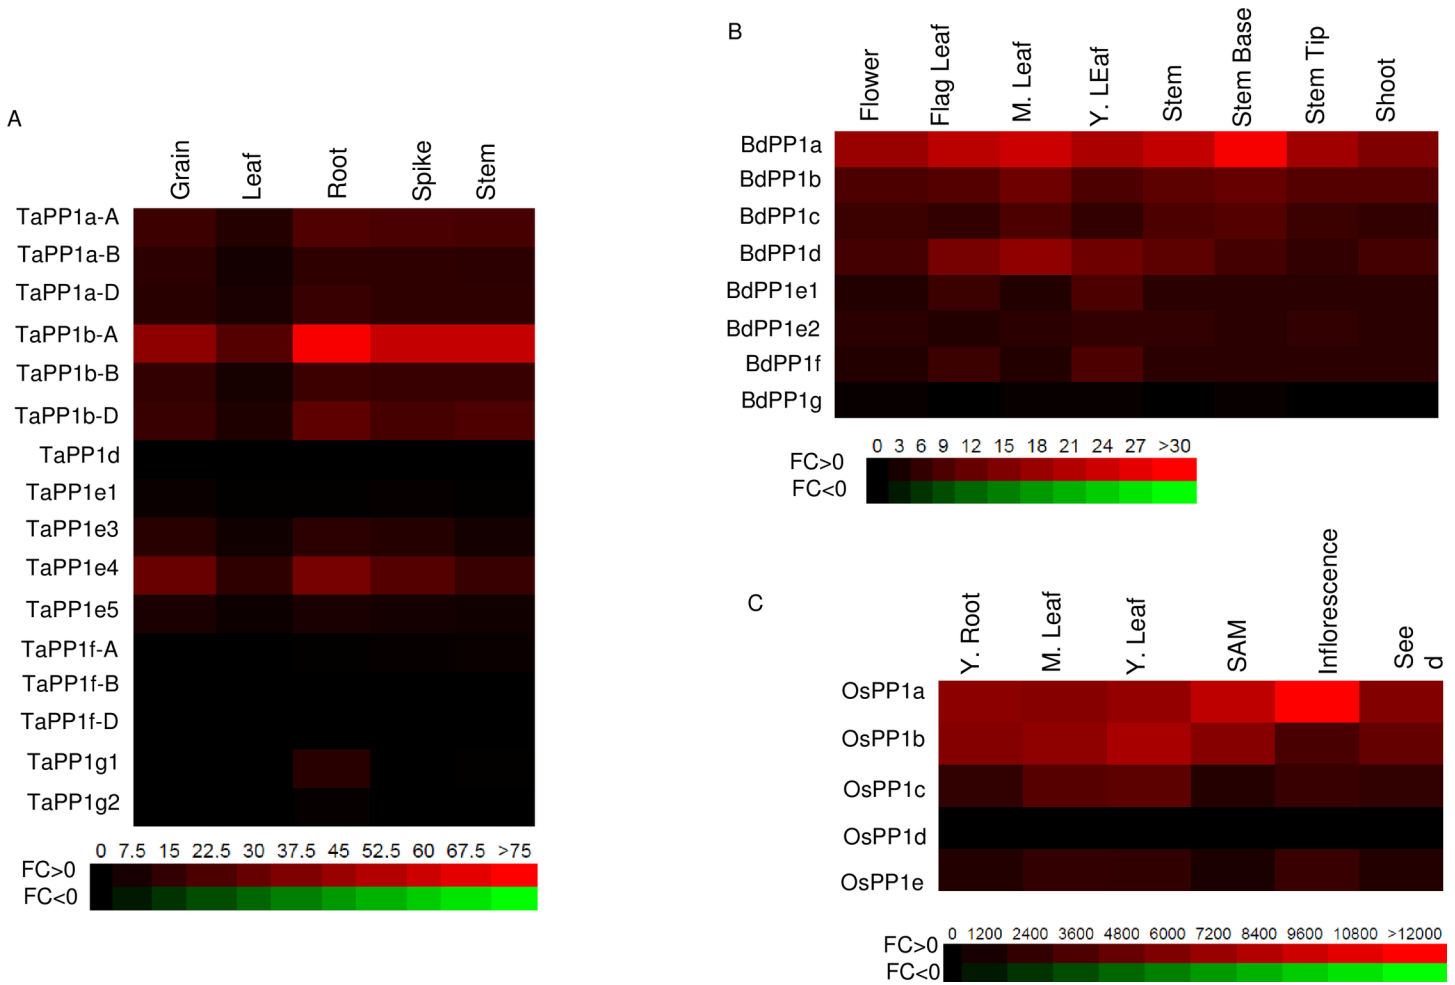 A
Grain Leaf Root Spike Stem
TaPP1a-A
TaPP1a-B
TaPP1a-D
TaPP1b-A
TaPP1b-B
TaPP1b-D
TaPP1d
TaPP1e1
TaPP1e3
TaPP1e4
TaPP1e5
TaPP1f-A
TaPP1f-B
TaPP1f-D
TaPP1g1
TaPP1g2
0 7.5 15 22.5 30 37.5 45 52.5 60 67.5 >75
FC>0
FC<0
B
Flower Flag Leaf M. Leaf Y. LEaf Stem Stem Base Stem Tip Shoot
BdPP1a
BdPP1b
BdPP1c
BdPP1d
BdPP1e1
BdPP1e2
BdPP1f
BdPP1g
0 3 6 9 12 15 18 21 24 27 >30
FC>0
FC<0
C
Y. Root M. Leaf Y. Leaf SAM Inflorescence See
d
OsPP1a
OsPP1b
OsPP1c
OsPP1d
OsPP1e
0 1200 2400 3600 4800 6000 7200 8400 9600 10800 >12000
FC>0
FC<0